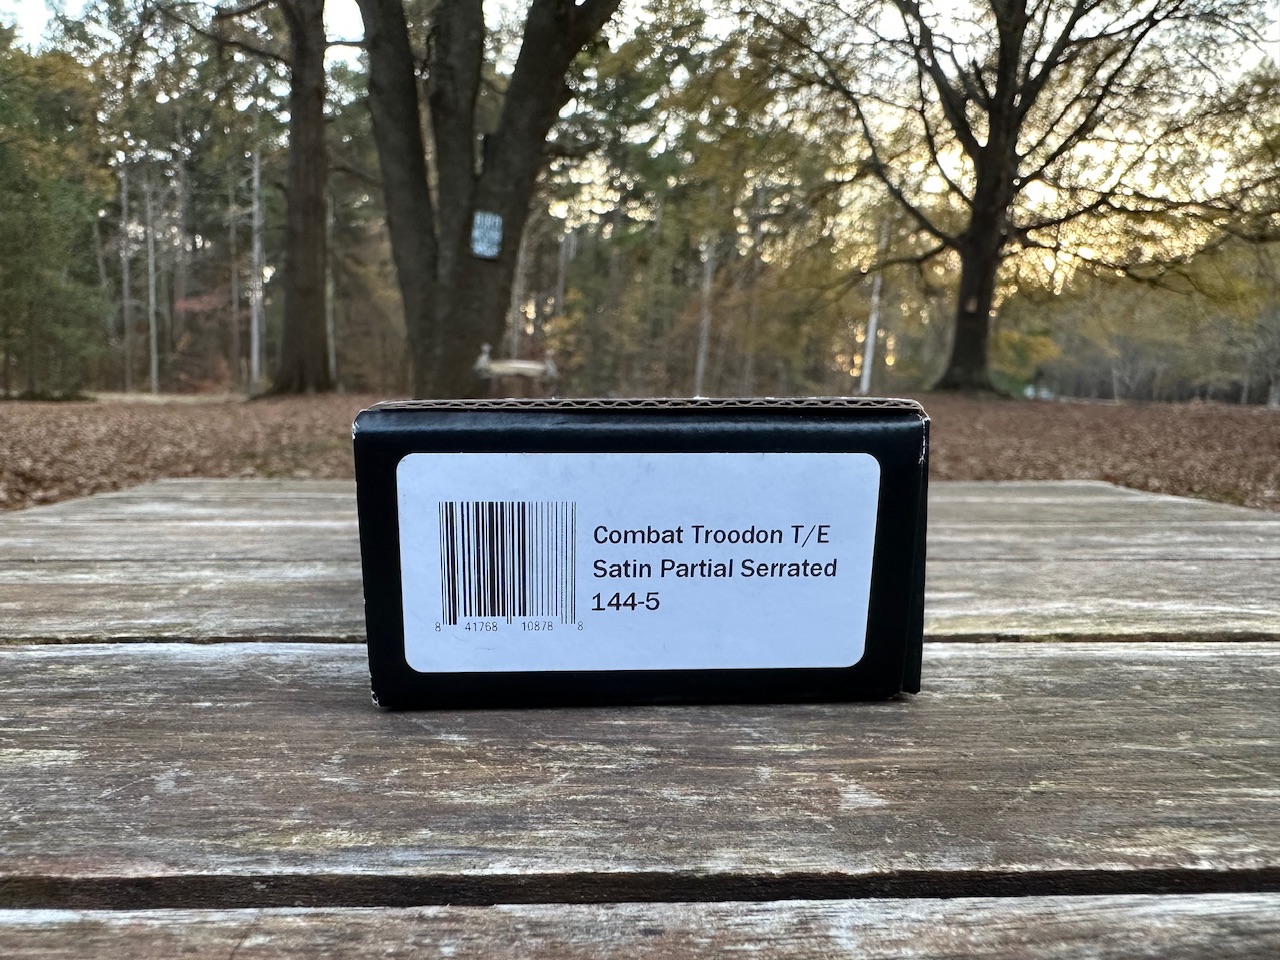 Combat Troodon T/E
Satin Partial Serrated
144-5
8 41768 10878 8